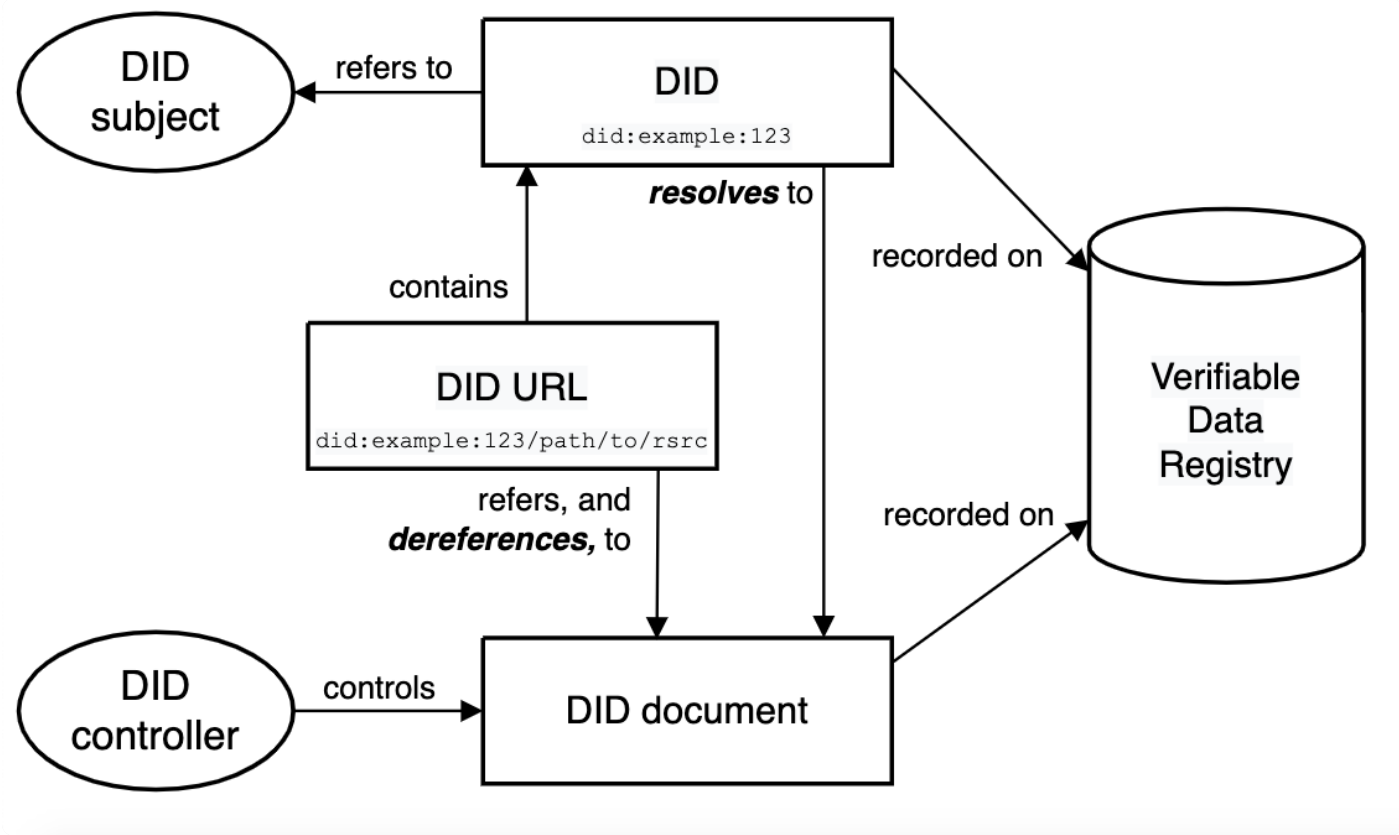 DID
subject
refers to
DID
did:example:123
resolves to
recorded on
contains
DID URL
did:example:123/path/to/rsrc
Verifiable
Data
Registry
refers, and
dereferences, to
recorded on
DID
controller
controls
DID document